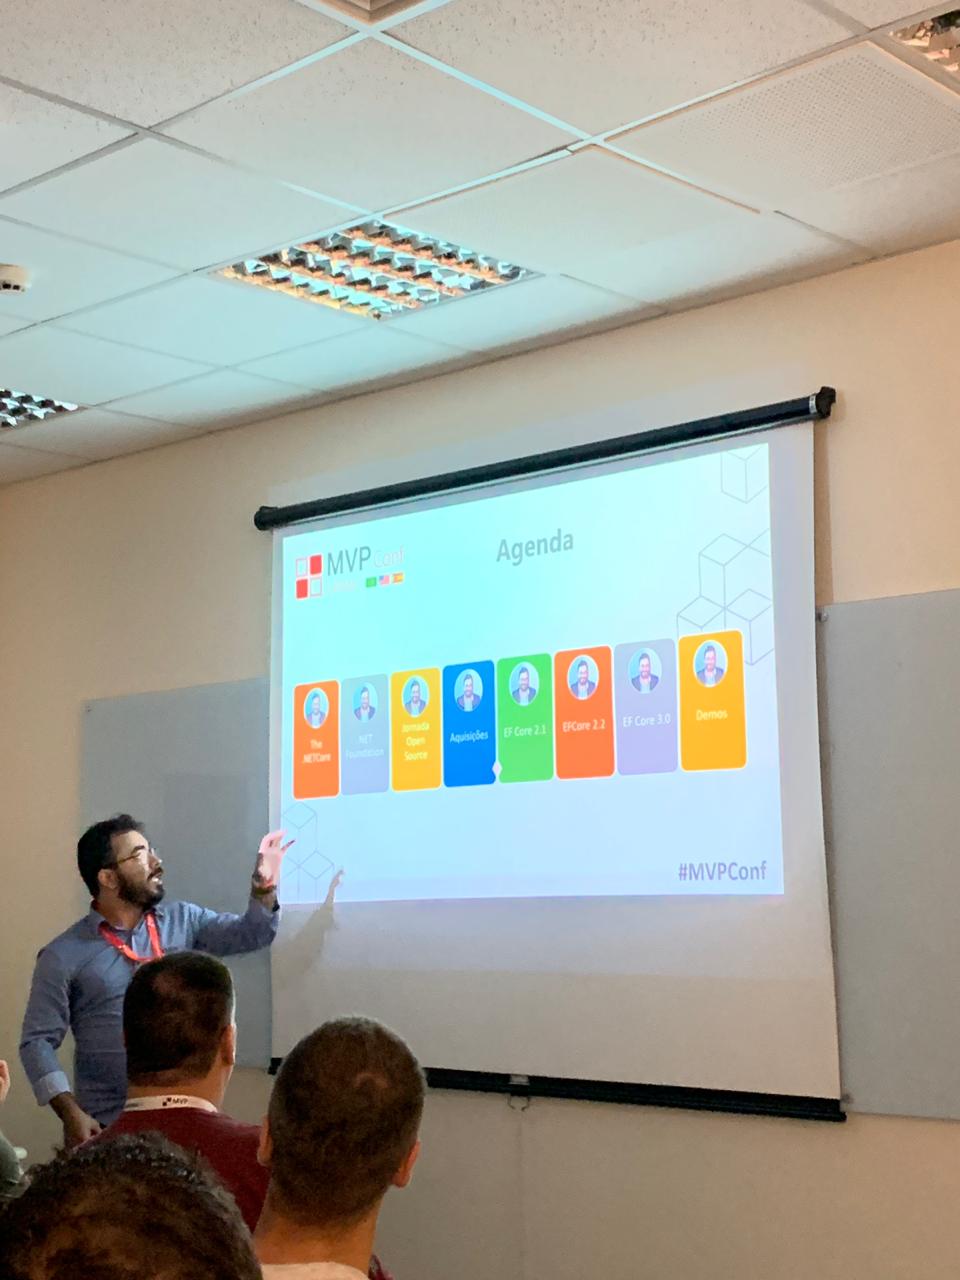 MVP Conf
Agenda
The
.NETCore
.NET
Foundation
Jornada
Open
Source
Aquisições
EF Core 2.1
EFCore 2.2
EF Core 3.0
Demos
#MVPConf
MVP